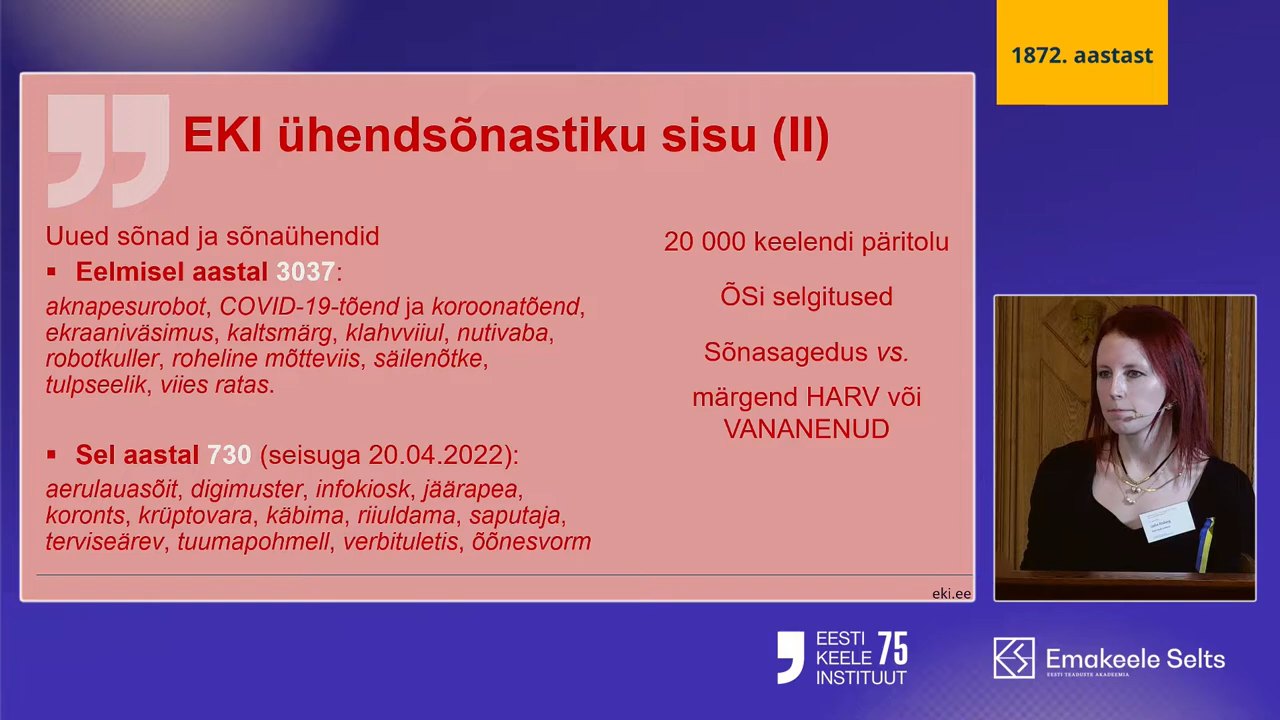 1872. aastast
EKI ühendsõnastiku sisu (II)
Uued sõnad ja sõnaühendid
▪ Eelmisel aastal 3037:
aknapesurobot, COVID-19-tõend ja koroonatõend,
ekraaniväsimus, kaltsmärg, klahvviiul, nutivaba,
robotkuller, roheline mõtteviis, säilenõtke,
tulpseelik, viies ratas.
▪ Sel aastal 730 (seisuga 20.04.2022):
aerulauasõit, digimuster, infokiosk, jäärapea,
koronts, krüptovara, käbima, riiuldama, saputaja,
terviseärev, tuumapohmell, verbituletis, õõnesvorm
20 000 keelendi päritolu
ÕSi selgitused
Sõnasagedus vs.
märgend HARV või
VANANENUD
eki.ee
EESTI
KEELE 75
INSTITUUT
Emakeele Selts
EESTI TEADUSTE AKADEEMIA